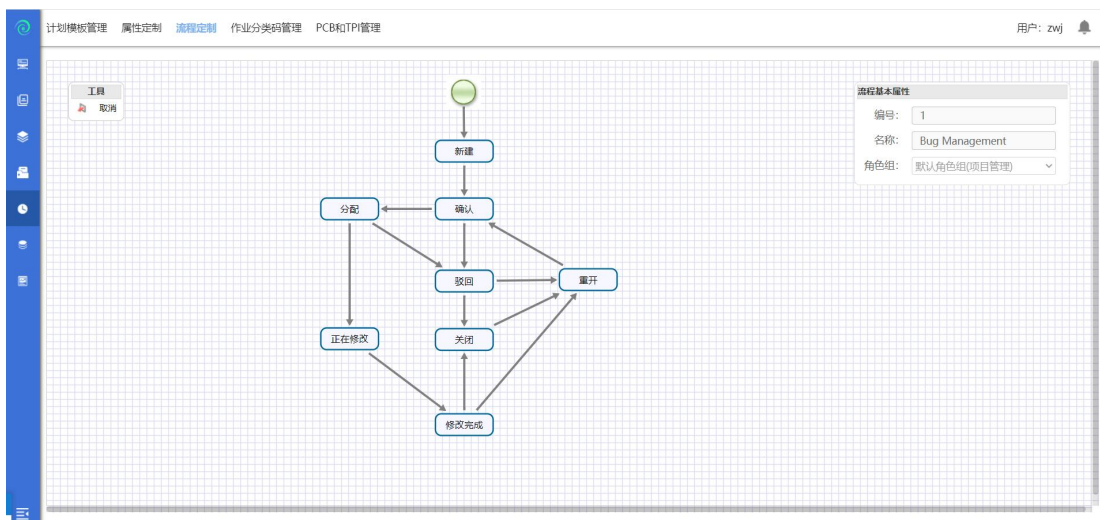 计划模板管理 属性定制 流程定制 作业分类码管理 PCB和TPI管理 用户：zwj
工具
取消
流程基本属性
编号： 1
名称： Bug Management
角色组： 默认角色组(项目管理)
新建
分配 确认
驳回 重开
正在修改 关闭
修改完成